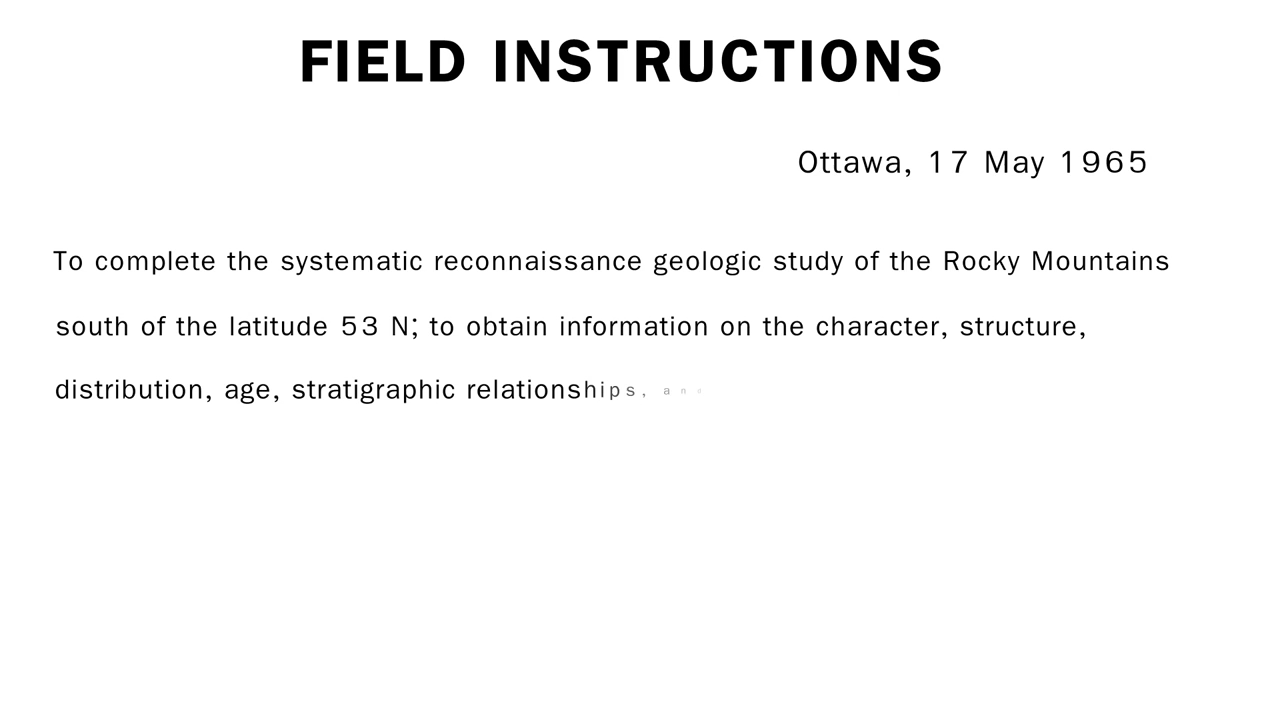 FIELD INSTRUCTIONS
Ottawa, 17 May 1965
To complete the systematic reconnaissance geologic study of the Rocky Mountains
south of the latitude 53 N; to obtain information on the character, structure,
distribution, age, stratigraphic relationships, and